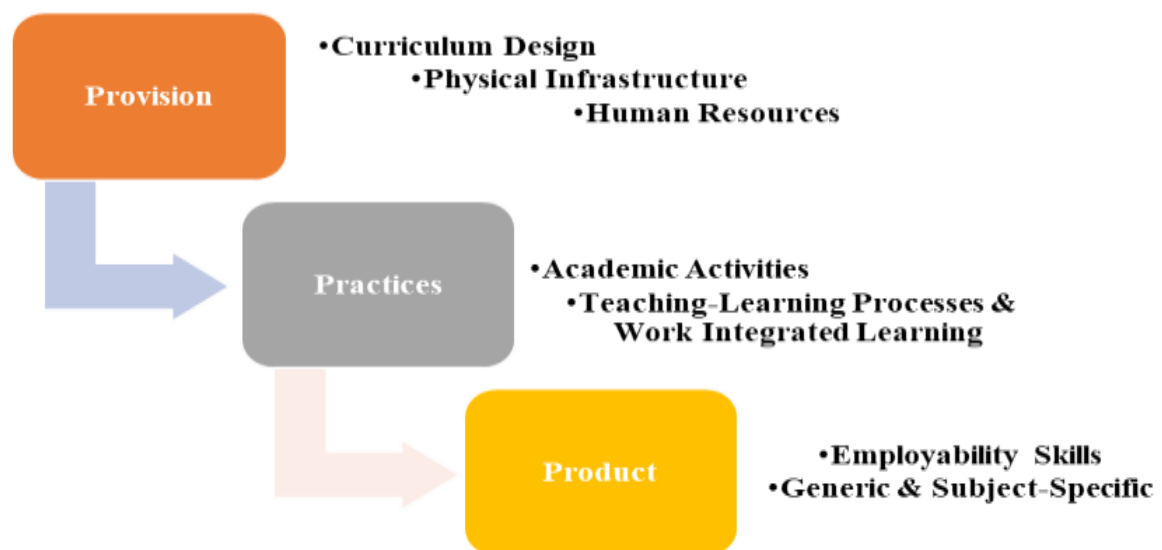 Provision
•Curriculum Design
•Physical Infrastructure
•Human Resources
Practices
•Academic Activities
•Teaching-Learning Processes &
Work Integrated Learning
Product
•Employability Skills
•Generic & Subject-Specific